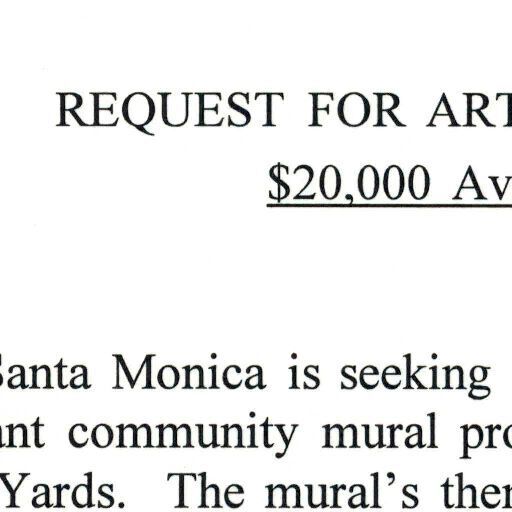 REQUEST FOR ART
$20,000 Av
Santa Monica is seeking
ant community mural pro
Yards. The mural's ther